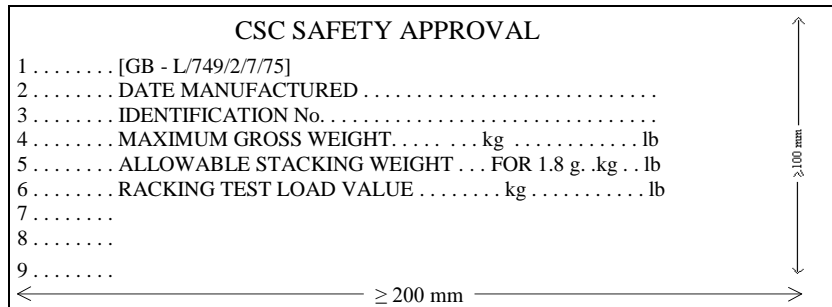 CSC SAFETY APPROVAL
1 . . . . . . . . [GB - L/749/2/7/75]
2 . . . . . . . . DATE MANUFACTURED . . . . . . . . . . . . . . . . . . . . . . . . . . . .
3 . . . . . . . . IDENTIFICATION No. . . . . . . . . . . . . . . . . . . . . . . . . . . . . . . .
4 . . . . . . . . MAXIMUM GROSS WEIGHT. . . . . . . . kg . . . . . . . . . . . . lb
5 . . . . . . . . ALLOWABLE STACKING WEIGHT . . . FOR 1.8 g. .kg . . lb
6 . . . . . . . . RACKING TEST LOAD VALUE . . . . . . . . kg . . . . . . . . . . . lb
7 . . . . . . . .
8 . . . . . . . .
9 . . . . . . . .
≥100 mm
≥ 200 mm